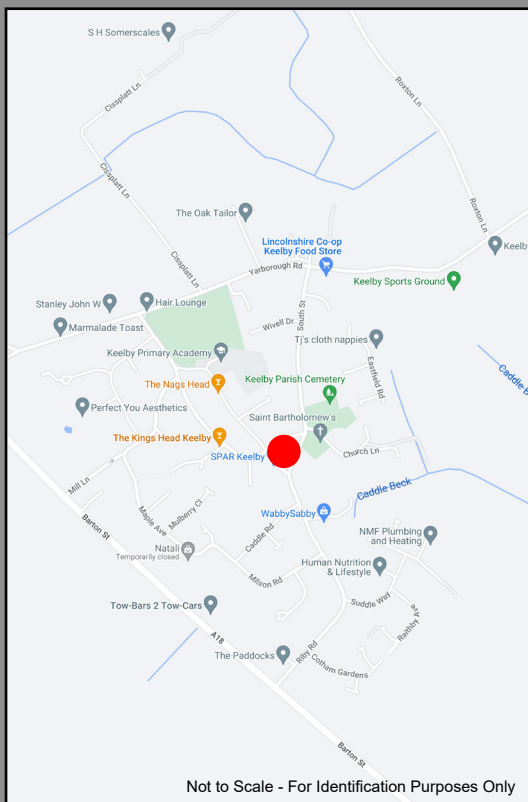 S H Somerscales
Cissplatt Ln
Roxton Ln
Cissplatt Ln
The Oak Tailor
Roxton Ln
Lincolnshire Co-op
Keelby Food Store
Keelby
Cissplatt Ln
Yarborough Rd
Keelby Sports Ground
Stanley John W
Hair Lounge
South St
Marmalade Toast
Wivell Dr
Tj's cloth nappies
Keelby Primary Academy
Eastfield Rd
Caddle Be
The Nags Head
Keelby Parish Cemetery
Perfect You Aesthetics
Saint Bartholomew's
The Kings Head Keelby
SPAR Keelby
Church Ln
Mill Ln
Caddle Beck
Maple Ave
Mulberry Cl
WabbySabby
Barton St
Caddle Rd
NMF Plumbing
and Heating
Natali
Temporarily closed
Human Nutrition
& Lifestyle
Milson Rd
Suddle Way
Tow-Bars 2 Tow-Cars
Raithby Ave
A18
Riby Rd
The Paddocks
Cotham Gardens
Barton St
Not to Scale - For Identification Purposes Only